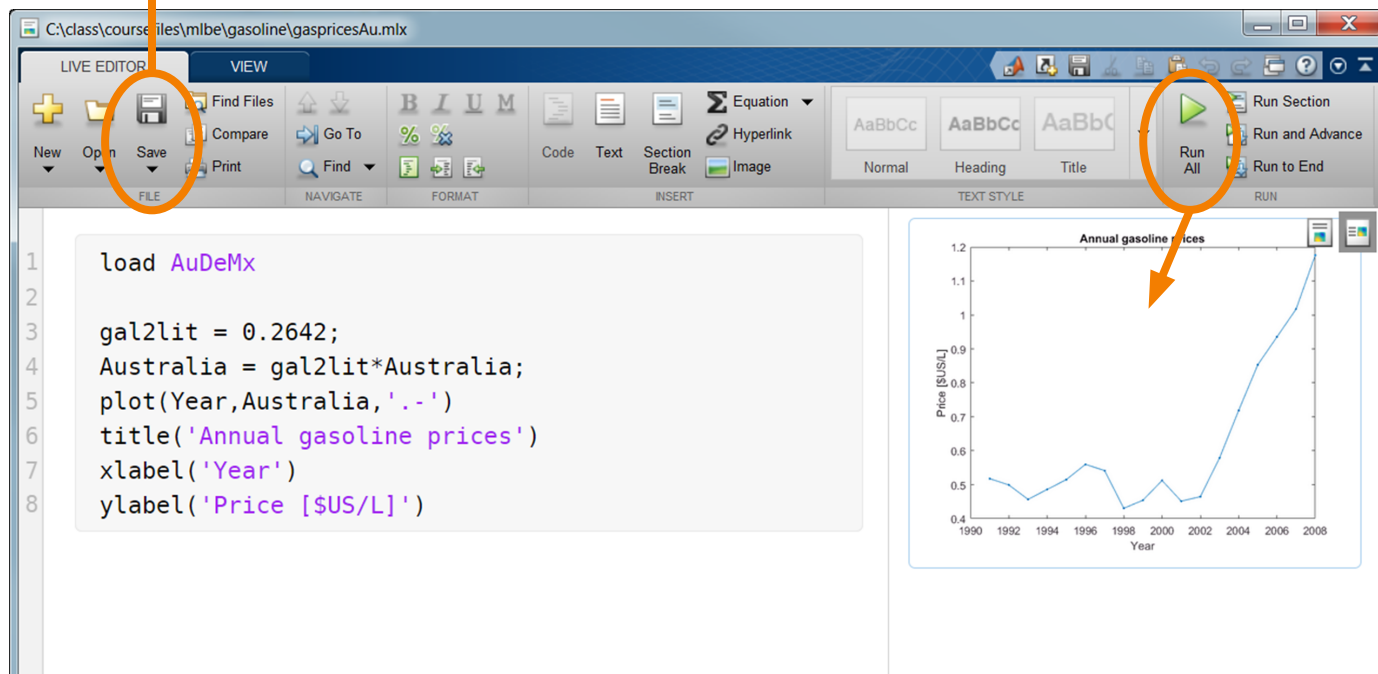 C:\class\coursefiles\mlbe\gasoline\gaspricesAu.mlx
LIVE EDITOR VIEW
New Open Save
Find Files
Compare
Print
FILE
Go To
Find
NAVIGATE
B I U M
FORMAT
Code Text Section Break
Equation
Hyperlink
Image
INSERT
AaBbCc AaBbCc AaBbC
Normal Heading Title
TEXT STYLE
Run All
Run Section
Run and Advance
Run to End
RUN
1 load AuDeMx
2
3 gal2lit = 0.2642;
4 Australia = gal2lit*Australia;
5 plot(Year,Australia,'.-')
6 title('Annual gasoline prices')
7 xlabel('Year')
8 ylabel('Price [$US/L]')
Annual gasoline prices
1.2
1.1
1
0.9
0.8
0.7
0.6
0.5
0.4
Price [$US/L]
1990 1992 1994 1996 1998 2000 2002 2004 2006 2008
Year